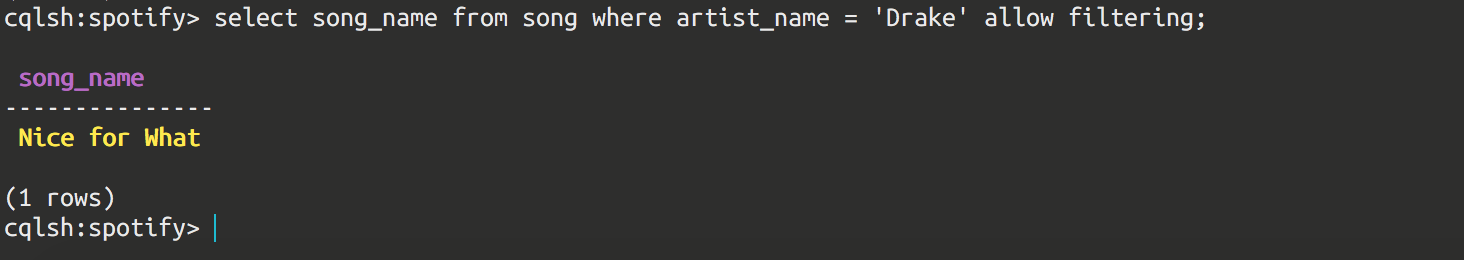 cqlsh:spotify> select song_name from song where artist_name = 'Drake' allow filtering;
song_name
---------------
Nice for What
(1 rows)
cqlsh:spotify>